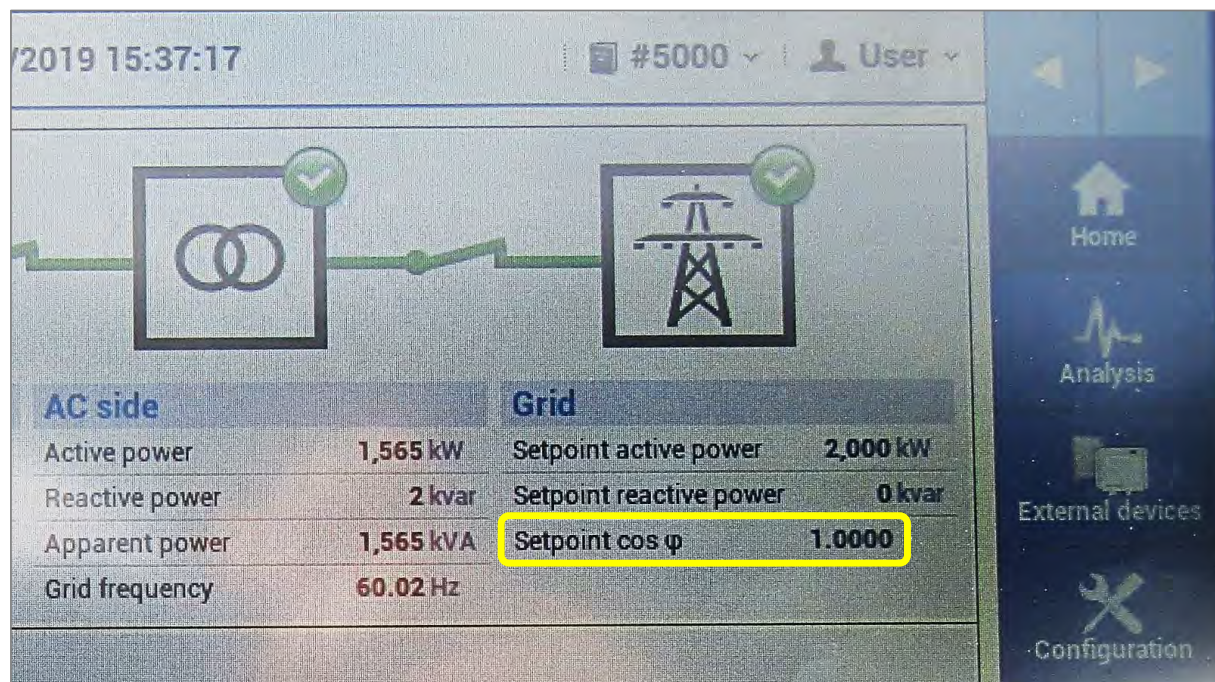 /2019 15:37:17
#5000
User
Home
Analysis
External devices
Configuration
AC side
Active power 1,565 kW
Reactive power 2 kvar
Apparent power 1,565 kVA
Grid frequency 60.02 Hz
Grid
Setpoint active power 2,000 kW
Setpoint reactive power 0 kvar
Setpoint cos φ 1.0000